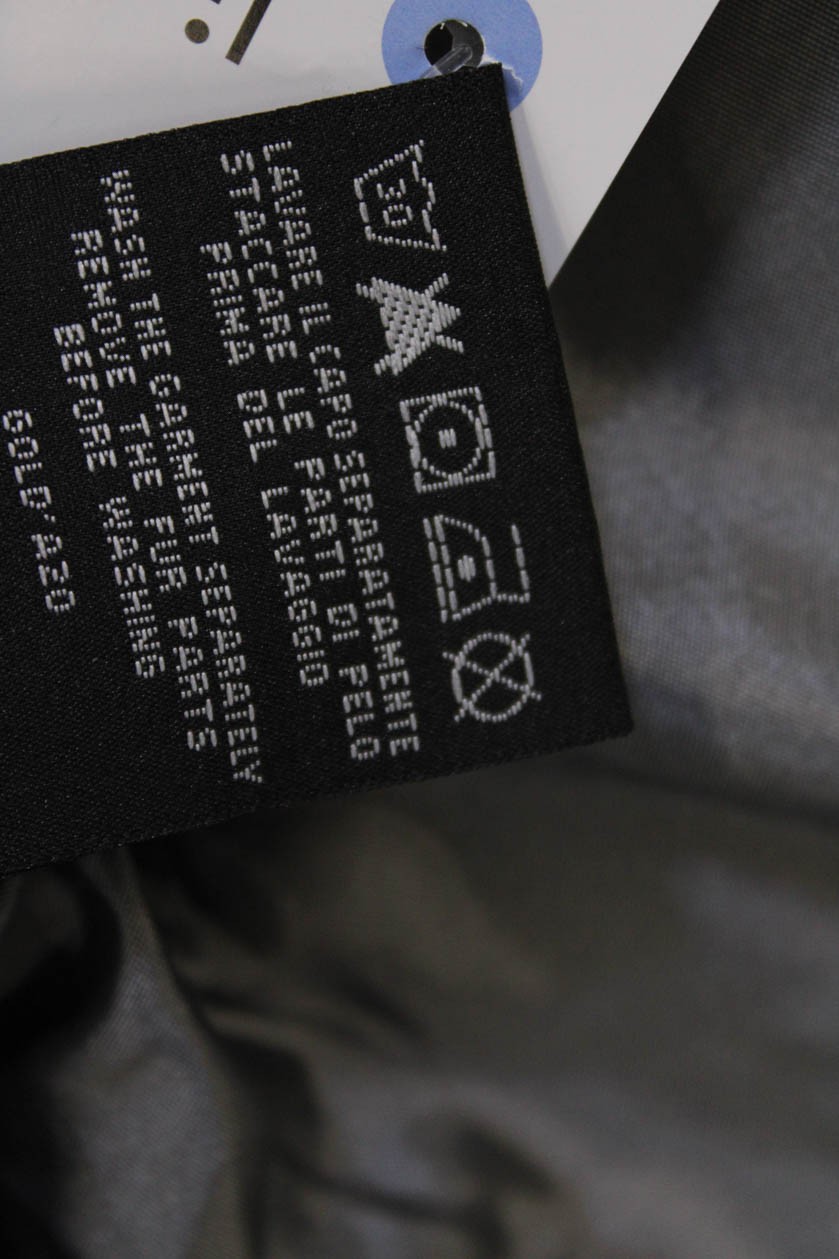 30
LAVARE IL CAPO SEPARATAMENTE
STACCARE LE PARTI DI PELO
PRIMA DEL LAVAGGIO
WASH THE GARMENT SEPARATELY
REMOVE THE FUR PARTS
BEFORE WASHING
GOLD'A20